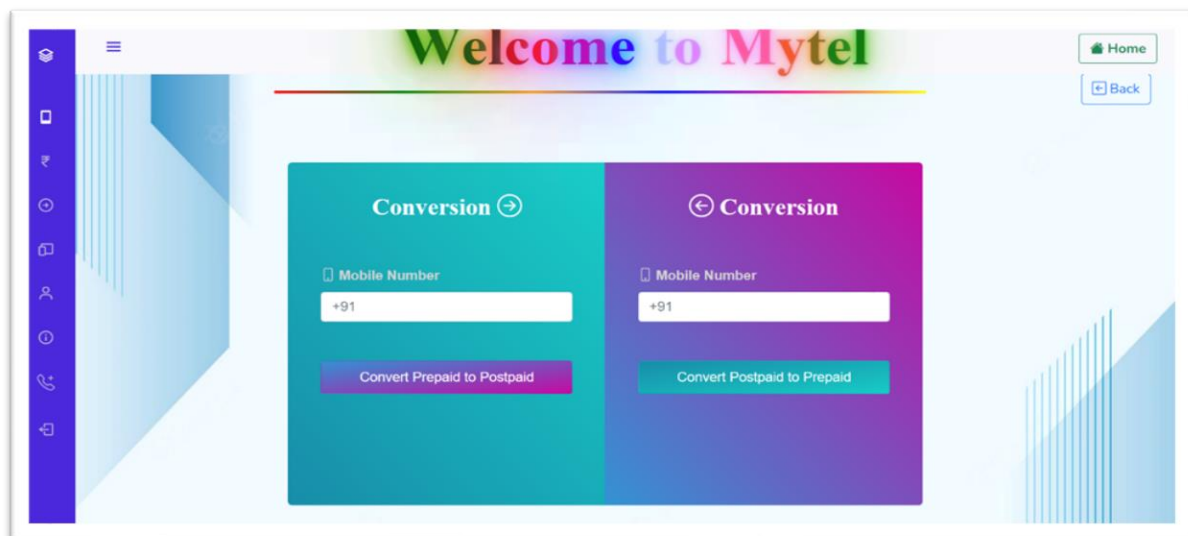 Welcome to Mytel
Home
Back
Conversion
Mobile Number
+91
Convert Prepaid to Postpaid
Conversion
Mobile Number
+91
Convert Postpaid to Prepaid